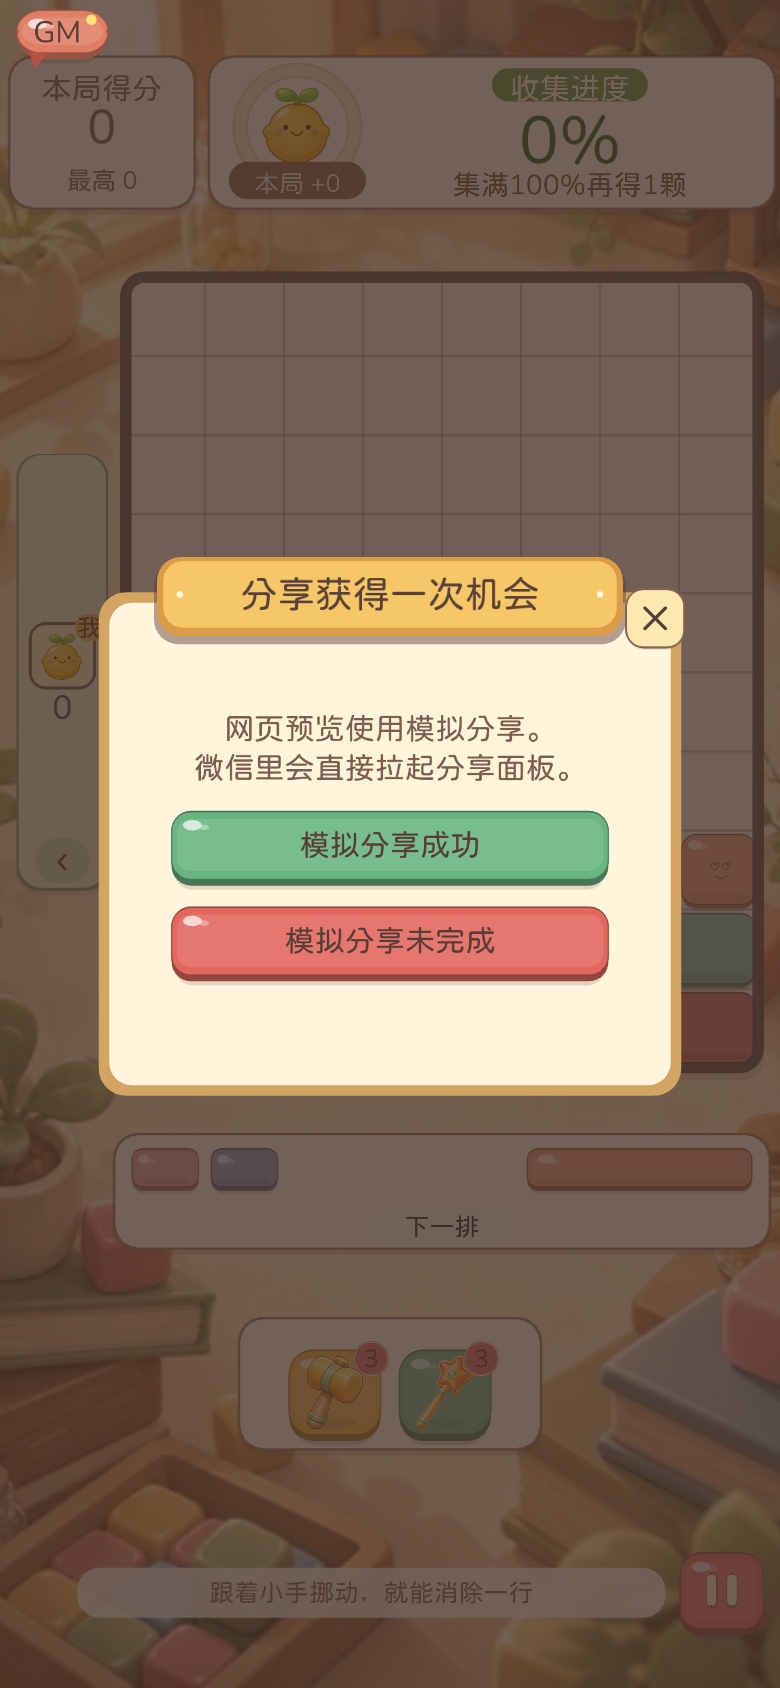 GM
本局得分
0
最高 0
本局 +0
收集进度
0%
集满100%再得1颗
分享获得一次机会
我
0
网页预览使用模拟分享。
微信里会直接拉起分享面板。
模拟分享成功
模拟分享未完成
下一排
3
3
跟着小手挪动，就能消除一行